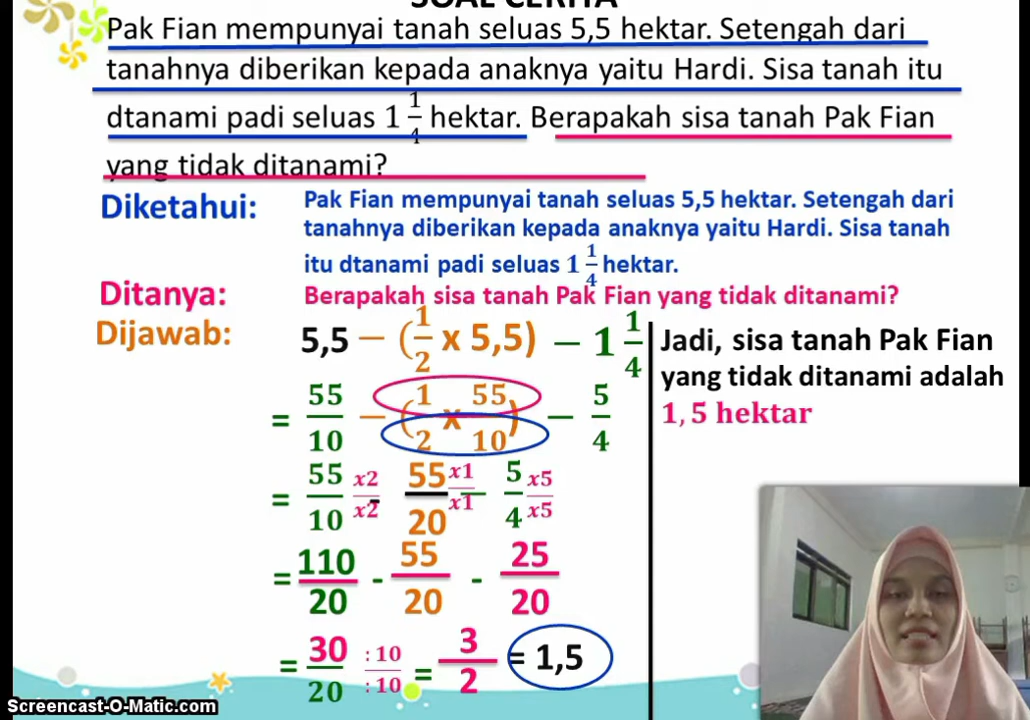 SOAL CERITA
Pak Fian mempunyai tanah seluas 5,5 hektar. Setengah dari
tanahnya diberikan kepada anaknya yaitu Hardi. Sisa tanah itu
dtanami padi seluas 1 1/4 hektar. Berapakah sisa tanah Pak Fian
yang tidak ditanami?
Diketahui: Pak Fian mempunyai tanah seluas 5,5 hektar. Setengah dari
tanahnya diberikan kepada anaknya yaitu Hardi. Sisa tanah
itu dtanami padi seluas 1 1/4 hektar.
Ditanya: Berapakah sisa tanah Pak Fian yang tidak ditanami?
Dijawab: 5,5 − (1/2 x 5,5) − 1 1/4
= 55/10 − (1/2 x 55/10) − 5/4
= 55/10 x2/x2 - 55/20 x1/x1 − 5/4 x5/x5
= 110/20 - 55/20 - 25/20
= 30/20 :10/:10 = 3/2 = 1,5
Jadi, sisa tanah Pak Fian
yang tidak ditanami adalah
1,5 hektar
Screencast-O-Matic.com